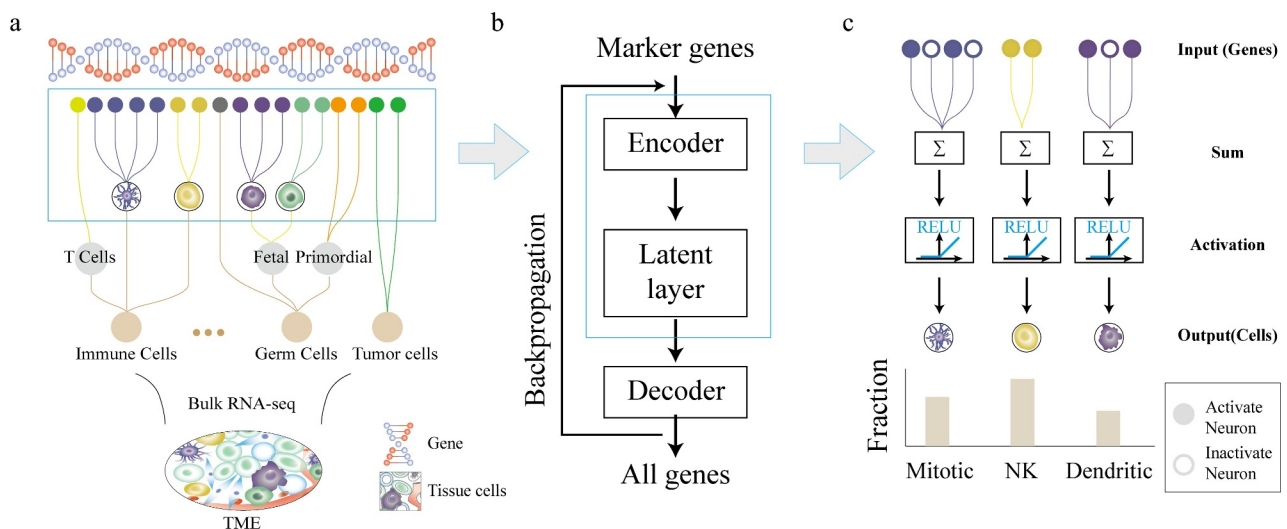 a
T Cells
Fetal
Primordial
Immune Cells
Germ Cells
Tumor cells
Bulk RNA-seq
Gene
Tissue cells
TME
b
Marker genes
Encoder
Latent
layer
Decoder
All genes
Backpropagation
c
Input (Genes)
Σ
Σ
Σ
Sum
RELU
RELU
RELU
Activation
Output(Cells)
Fraction
Mitotic
NK
Dendritic
Activate
Neuron
Inactivate
Neuron